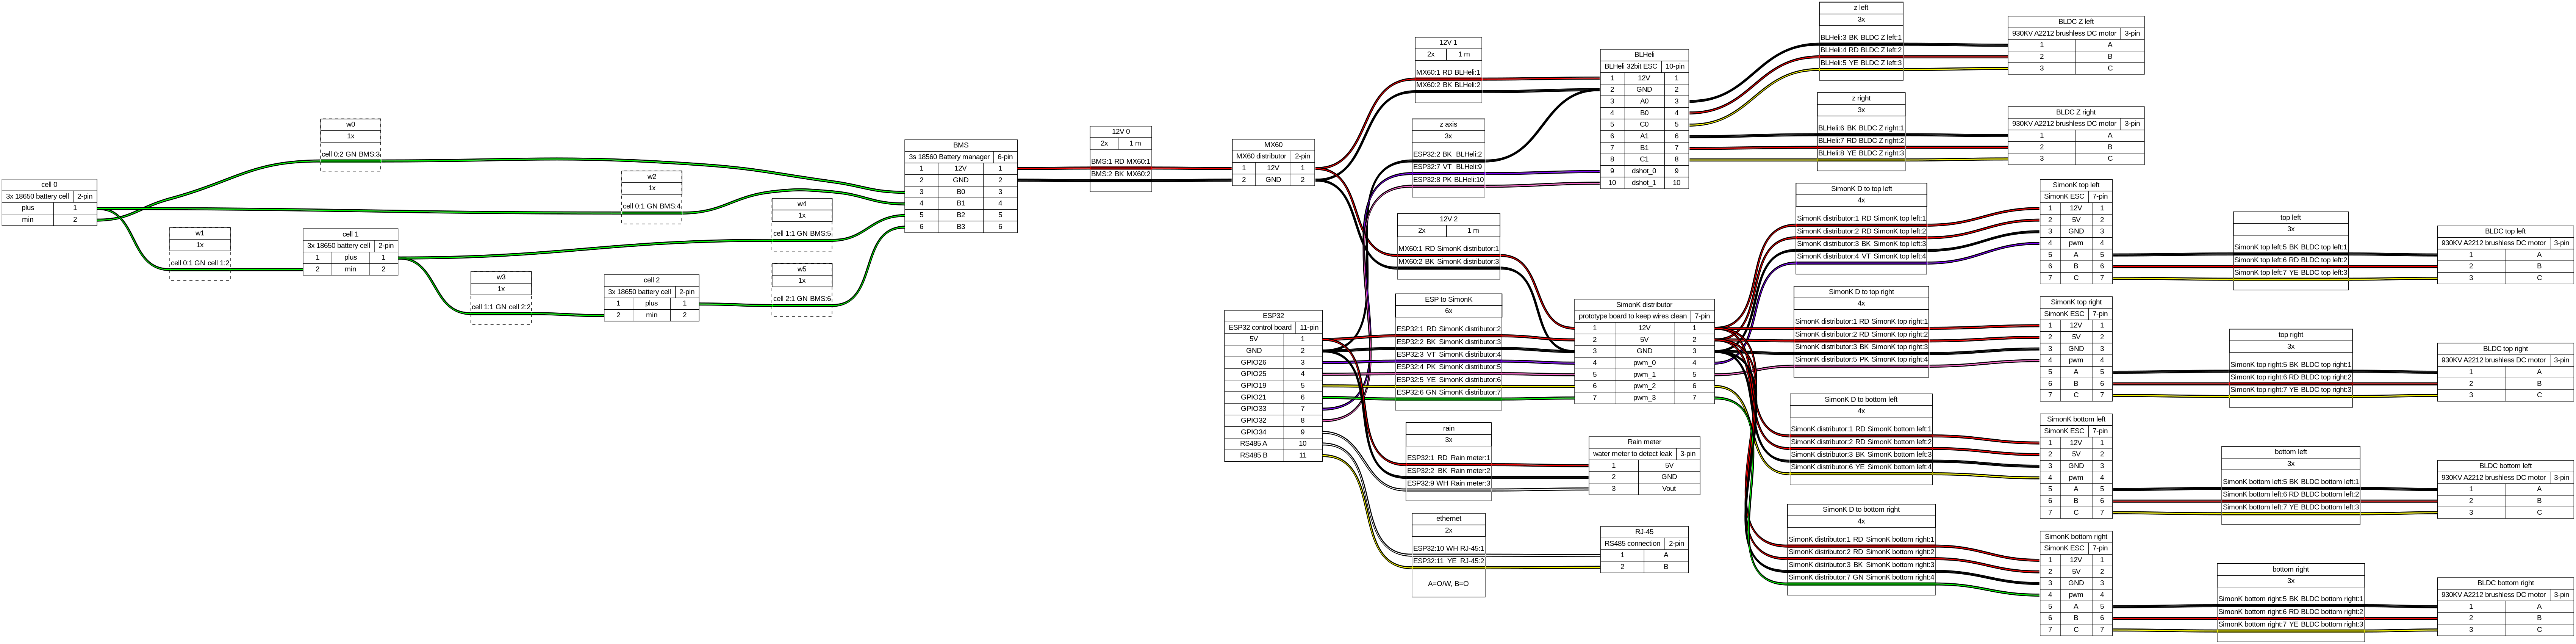 cell 0
3x 18650 battery cell 2-pin
plus 1
min 2
w0
1x
cell 0:2 GN BMS:3
w1
1x
cell 0:1 GN cell 1:2
cell 1
3x 18650 battery cell 2-pin
1 plus 1
2 min 2
w2
1x
cell 0:1 GN BMS:4
w3
1x
cell 1:1 GN cell 2:2
cell 2
3x 18650 battery cell 2-pin
1 plus 1
2 min 2
w4
1x
cell 1:1 GN BMS:5
w5
1x
cell 2:1 GN BMS:6
BMS
3s 18560 Battery manager 6-pin
1 12V 1
2 GND 2
3 B0 3
4 B1 4
5 B2 5
6 B3 6
12V 0
2x 1 m
BMS:1 RD MX60:1
BMS:2 BK MX60:2
MX60
MX60 distributor 2-pin
1 12V 1
2 GND 2
ESP32
ESP32 control board 11-pin
5V 1
GND 2
GPIO26 3
GPIO25 4
GPIO19 5
GPIO21 6
GPIO33 7
GPIO32 8
GPIO34 9
RS485 A 10
RS485 B 11
12V 1
2x 1 m
MX60:1 RD BLHeli:1
MX60:2 BK BLHeli:2
z axis
3x
ESP32:2 BK BLHeli:2
ESP32:7 VT BLHeli:9
ESP32:8 PK BLHeli:10
12V 2
2x 1 m
MX60:1 RD SimonK distributor:1
MX60:2 BK SimonK distributor:3
ESP to SimonK
6x
ESP32:1 RD SimonK distributor:2
ESP32:2 BK SimonK distributor:3
ESP32:3 VT SimonK distributor:4
ESP32:4 PK SimonK distributor:5
ESP32:5 YE SimonK distributor:6
ESP32:6 GN SimonK distributor:7
rain
3x
ESP32:1 RD Rain meter:1
ESP32:2 BK Rain meter:2
ESP32:9 WH Rain meter:3
ethernet
2x
ESP32:10 WH RJ-45:1
ESP32:11 YE RJ-45:2
A=O/W, B=O
BLHeli
BLHeli 32bit ESC 10-pin
1 12V 1
2 GND 2
3 A0 3
4 B0 4
5 C0 5
6 A1 6
7 B1 7
8 C1 8
9 dshot_0 9
10 dshot_1 10
SimonK distributor
prototype board to keep wires clean 7-pin
1 12V 1
2 5V 2
3 GND 3
4 pwm_0 4
5 pwm_1 5
6 pwm_2 6
7 pwm_3 7
Rain meter
water meter to detect leak 3-pin
1 5V
2 GND
3 Vout
RJ-45
RS485 connection 2-pin
1 A
2 B
z left
3x
BLHeli:3 BK BLDC Z left:1
BLHeli:4 RD BLDC Z left:2
BLHeli:5 YE BLDC Z left:3
z right
3x
BLHeli:6 BK BLDC Z right:1
BLHeli:7 RD BLDC Z right:2
BLHeli:8 YE BLDC Z right:3
SimonK D to top left
4x
SimonK distributor:1 RD SimonK top left:1
SimonK distributor:2 RD SimonK top left:2
SimonK distributor:3 BK SimonK top left:3
SimonK distributor:4 VT SimonK top left:4
SimonK D to top right
4x
SimonK distributor:1 RD SimonK top right:1
SimonK distributor:2 RD SimonK top right:2
SimonK distributor:3 BK SimonK top right:3
SimonK distributor:5 PK SimonK top right:4
SimonK D to bottom left
4x
SimonK distributor:1 RD SimonK bottom left:1
SimonK distributor:2 RD SimonK bottom left:2
SimonK distributor:3 BK SimonK bottom left:3
SimonK distributor:6 YE SimonK bottom left:4
SimonK D to bottom right
4x
SimonK distributor:1 RD SimonK bottom right:1
SimonK distributor:2 RD SimonK bottom right:2
SimonK distributor:3 BK SimonK bottom right:3
SimonK distributor:7 GN SimonK bottom right:4
BLDC Z left
930KV A2212 brushless DC motor 3-pin
1 A
2 B
3 C
BLDC Z right
930KV A2212 brushless DC motor 3-pin
1 A
2 B
3 C
SimonK top left
SimonK ESC 7-pin
1 12V 1
2 5V 2
3 GND 3
4 pwm 4
5 A 5
6 B 6
7 C 7
SimonK top right
SimonK ESC 7-pin
1 12V 1
2 5V 2
3 GND 3
4 pwm 4
5 A 5
6 B 6
7 C 7
SimonK bottom left
SimonK ESC 7-pin
1 12V 1
2 5V 2
3 GND 3
4 pwm 4
5 A 5
6 B 6
7 C 7
SimonK bottom right
SimonK ESC 7-pin
1 12V 1
2 5V 2
3 GND 3
4 pwm 4
5 A 5
6 B 6
7 C 7
top left
3x
SimonK top left:5 BK BLDC top left:1
SimonK top left:6 RD BLDC top left:2
SimonK top left:7 YE BLDC top left:3
top right
3x
SimonK top right:5 BK BLDC top right:1
SimonK top right:6 RD BLDC top right:2
SimonK top right:7 YE BLDC top right:3
bottom left
3x
SimonK bottom left:5 BK BLDC bottom left:1
SimonK bottom left:6 RD BLDC bottom left:2
SimonK bottom left:7 YE BLDC bottom left:3
bottom right
3x
SimonK bottom right:5 BK BLDC bottom right:1
SimonK bottom right:6 RD BLDC bottom right:2
SimonK bottom right:7 YE BLDC bottom right:3
BLDC top left
930KV A2212 brushless DC motor 3-pin
1 A
2 B
3 C
BLDC top right
930KV A2212 brushless DC motor 3-pin
1 A
2 B
3 C
BLDC bottom left
930KV A2212 brushless DC motor 3-pin
1 A
2 B
3 C
BLDC bottom right
930KV A2212 brushless DC motor 3-pin
1 A
2 B
3 C